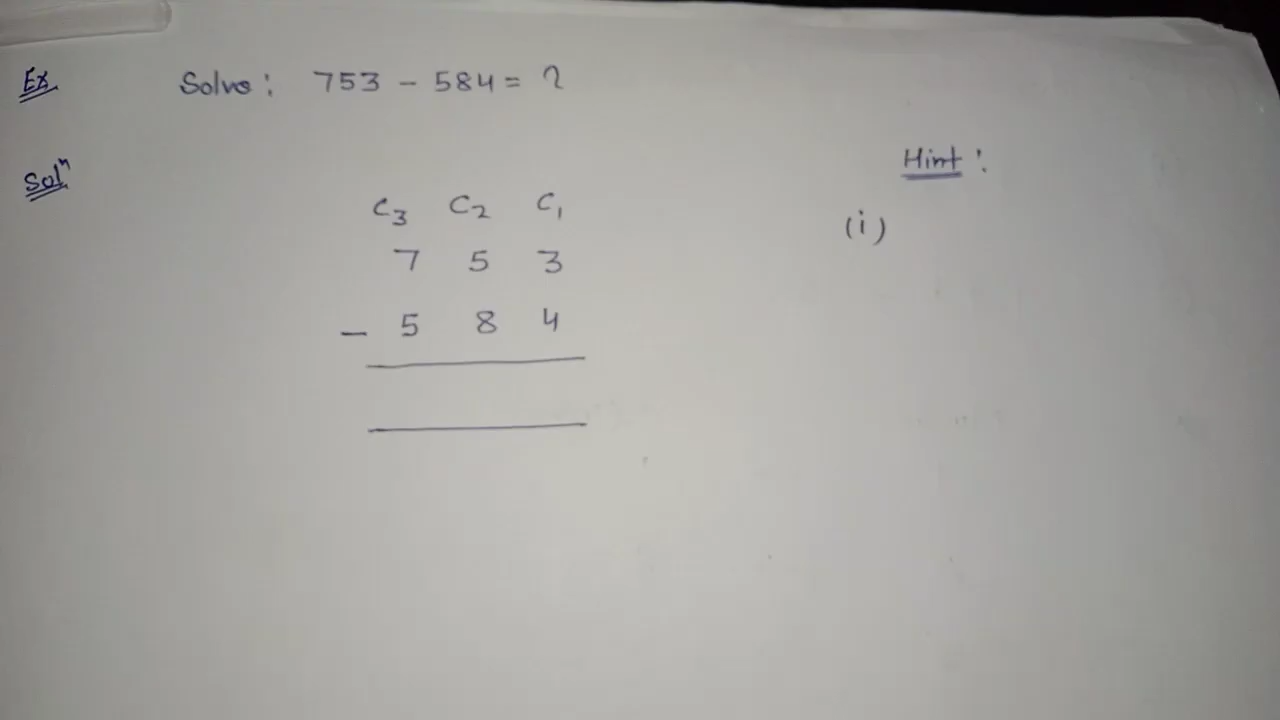 Ex Solve: 753 - 584 = ?
Solⁿ
Hint:
C₃ C₂ C₁
(i)
7 5 3
- 5 8 4